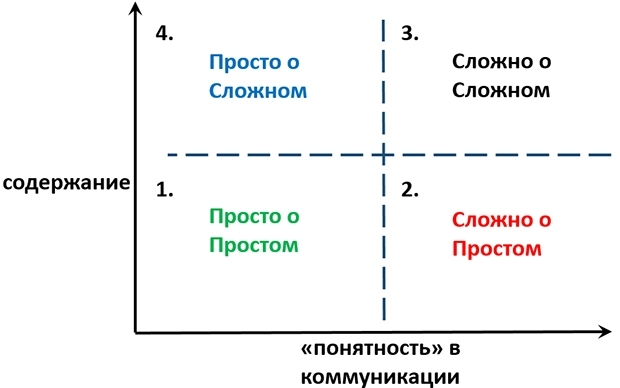 4.
Просто о
Сложном
3.
Сложно о
Сложном
содержание
1.
Просто о
Простом
2.
Сложно о
Простом
«понятность» в
коммуникации